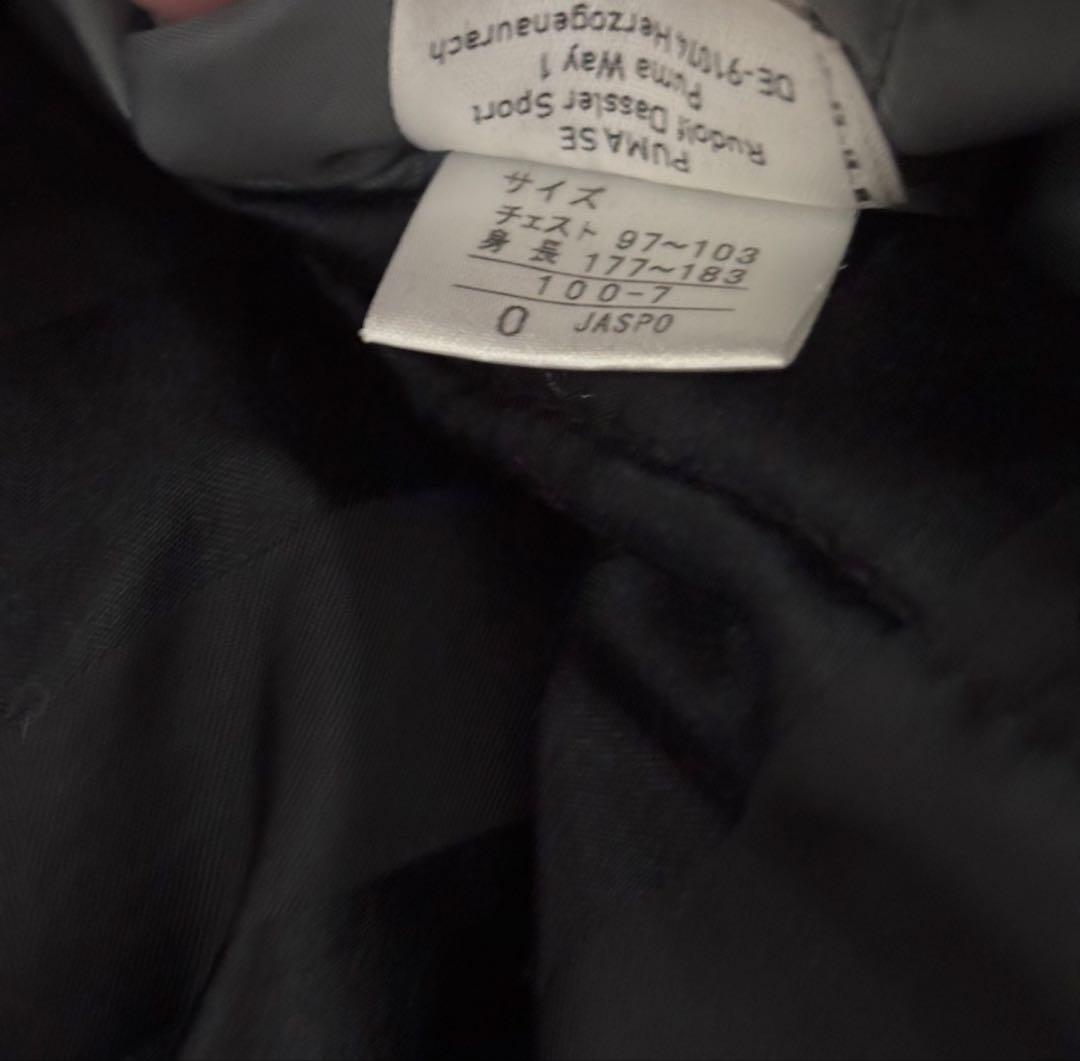 PUMA SE
Rudolf Dassler Sport
Puma Way 1
DE-91074 Herzogenaurach
サイズ
チェスト 97～103
身長 177～183
100-7
O JASPO